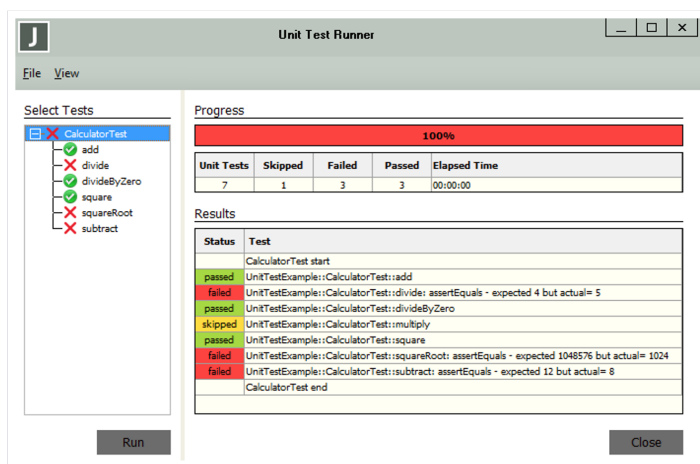 J
Unit Test Runner
File View
Select Tests
CalculatorTest
add
divide
divideByZero
square
squareRoot
subtract
Run
Progress
100%
Unit Tests Skipped Failed Passed Elapsed Time
7 1 3 3 00:00:00
Results
Status Test
CalculatorTest start
passed UnitTestExample::CalculatorTest::add
failed UnitTestExample::CalculatorTest::divide: assertEquals - expected 4 but actual= 5
passed UnitTestExample::CalculatorTest::divideByZero
skipped UnitTestExample::CalculatorTest::multiply
passed UnitTestExample::CalculatorTest::square
failed UnitTestExample::CalculatorTest::squareRoot: assertEquals - expected 1048576 but actual= 1024
failed UnitTestExample::CalculatorTest::subtract: assertEquals - expected 12 but actual= 8
CalculatorTest end
Close